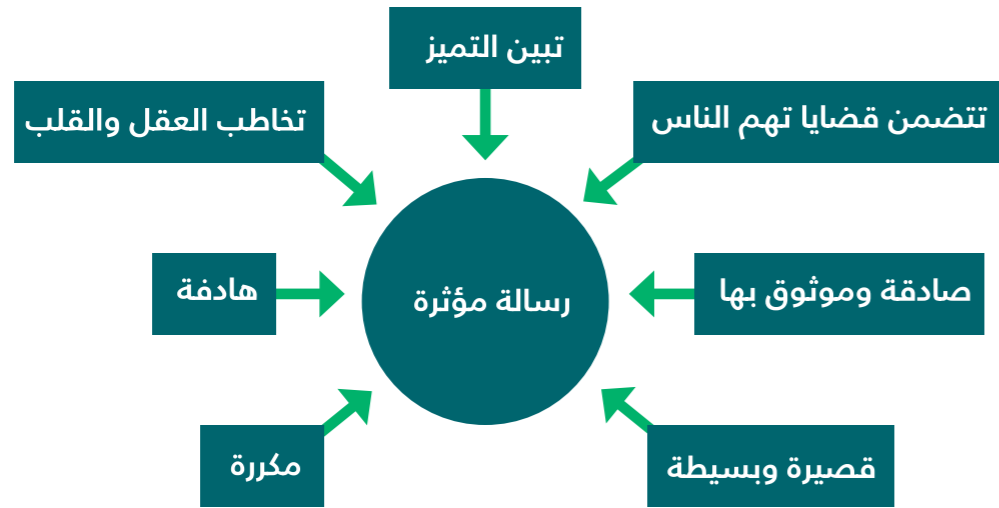 تبين التميز
تتضمن قضايا تهم الناس
تخاطب العقل والقلب
صادقة وموثوق بها
رسالة مؤثرة
هادفة
قصيرة وبسيطة
مكررة